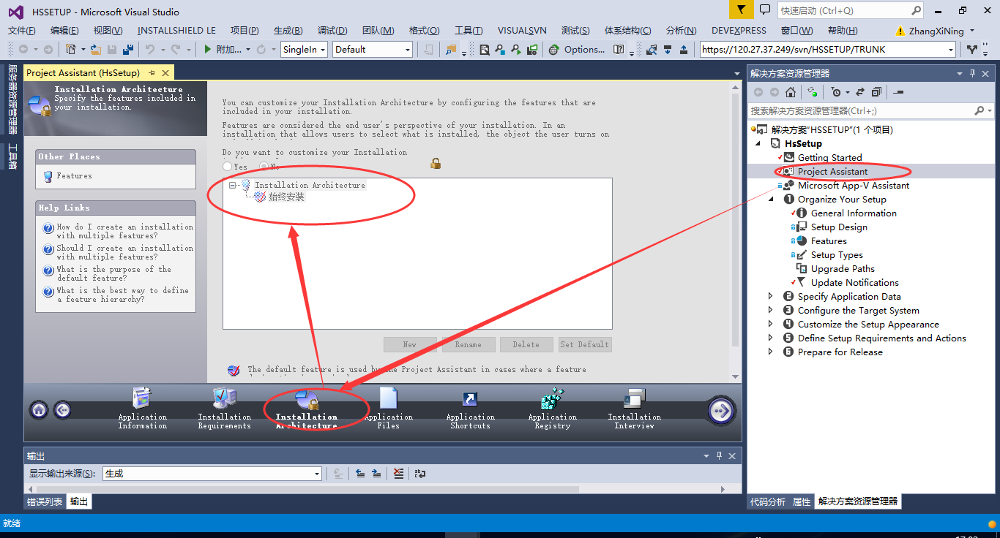 HSSETUP - Microsoft Visual Studio
快速启动 (Ctrl+Q)
文件(F) 编辑(E) 视图(V) INSTALLSHIELD LE 项目(P) 生成(B) 调试(D) 团队(M) 格式(O) 工具(T) VISUALSVN 测试(S) 体系结构(C) 分析(N) DEVEXPRESS 窗口(W) 帮助(H) ZhangXiNing
附加... SingleIn Default Options... https://120.27.37.249/svn/HSSETUP/TRUNK
服务器资源管理器
工具箱
Project Assistant (HsSetup)
Installation Architecture
Specify the features included in
your installation.
Other Places
Features
Help Links
How do I create an installation
with multiple features?
Should I create an installation
with multiple features?
What is the purpose of the
default feature?
What is the best way to define
a feature hierarchy?
You can customize your Installation Architecture by configuring the features that are
included in your installation.
Features are considered the end user's perspective of your installation. In an
installation that allows users to select what is installed, the object the user turns on
Do you want to customize your Installation
Yes No
Installation Architecture
始终安装
New Rename Delete Set Default
The default feature is used by the Project Assistant in cases where a feature
Application
Information
Installation
Requirements
Installation
Architecture
Application
Files
Application
Shortcuts
Application
Registry
Installation
Interview
输出
显示输出来源(S): 生成
错误列表 输出
就绪
解决方案资源管理器
搜索解决方案资源管理器(Ctrl+;)
解决方案"HSSETUP"(1 个项目)
HsSetup
Getting Started
Project Assistant
Microsoft App-V Assistant
1 Organize Your Setup
General Information
Setup Design
Features
Setup Types
Upgrade Paths
Update Notifications
2 Specify Application Data
3 Configure the Target System
4 Customize the Setup Appearance
5 Define Setup Requirements and Actions
6 Prepare for Release
代码分析 属性 解决方案资源管理器